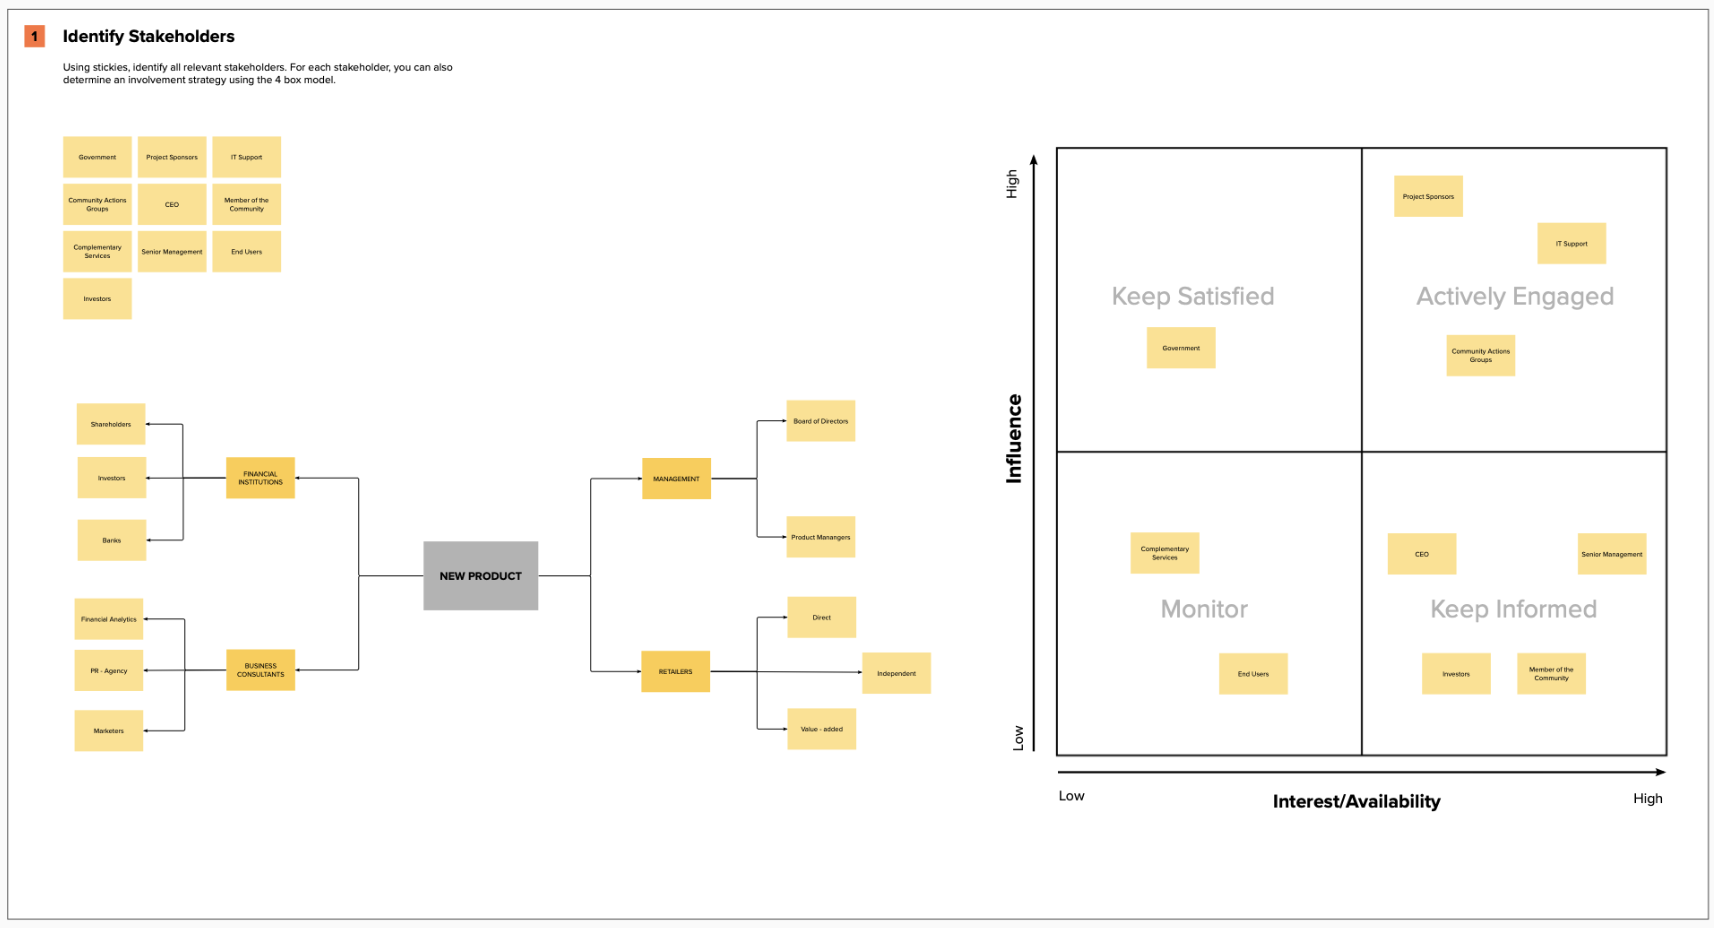 1 Identify Stakeholders
Using stickies, identify all relevant stakeholders. For each stakeholder, you can also
determine an involvement strategy using the 4 box model.
Government
Project Sponsors
IT Support
Community Actions
Groups
CEO
Member of the
Community
Complementary
Services
Senior Management
End Users
Investors
Shareholders
Investors
Banks
FINANCIAL
INSTITUTIONS
Financial Analytics
PR - Agency
Marketers
BUSINESS
CONSULTANTS
NEW PRODUCT
MANAGEMENT
Board of Directors
Product Manangers
RETAILERS
Direct
Independent
Value - added
High
Influence
Low
Keep Satisfied
Government
Project Sponsors
IT Support
Actively Engaged
Community Actions
Groups
Complementary
Services
Monitor
End Users
CEO
Senior Management
Keep Informed
Investors
Member of the
Community
Low
Interest/Availability
High